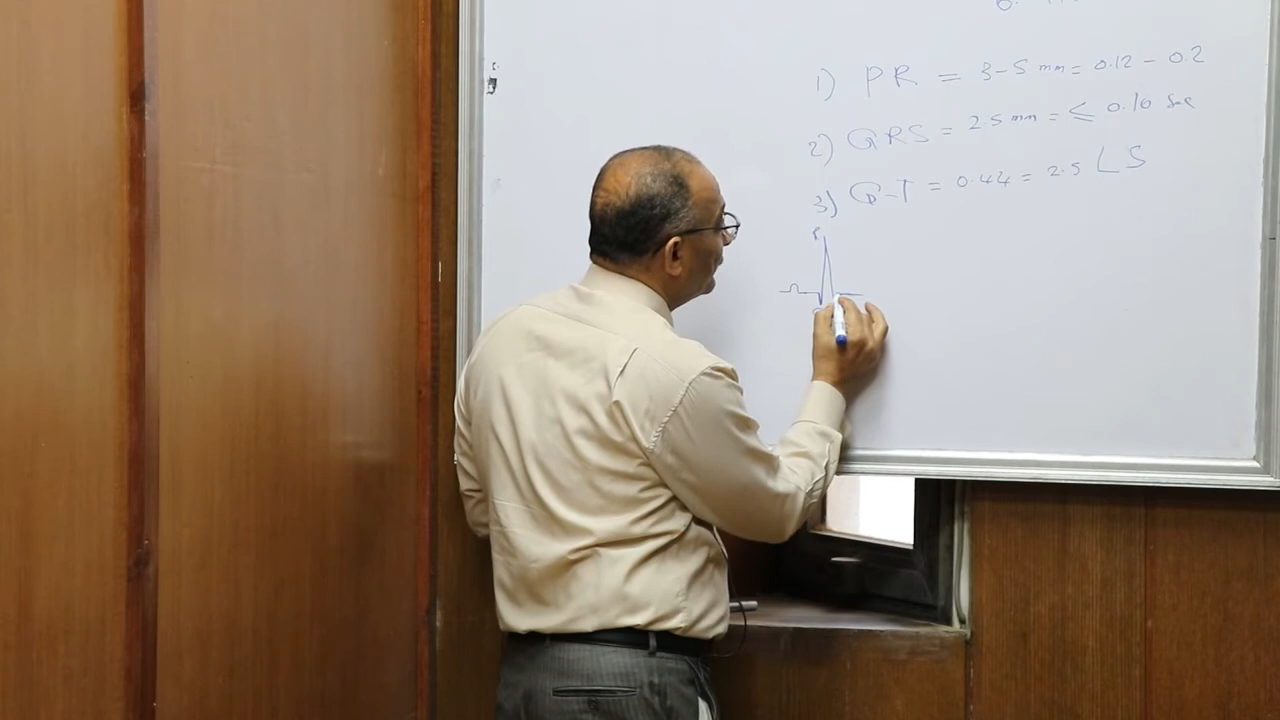 1) PR = 3-5 mm = 0.12 - 0.2
2) QRS = 2.5 mm = ≤ 0.10 sec
3) Q-T = 0.44 = 2.5 LS
R